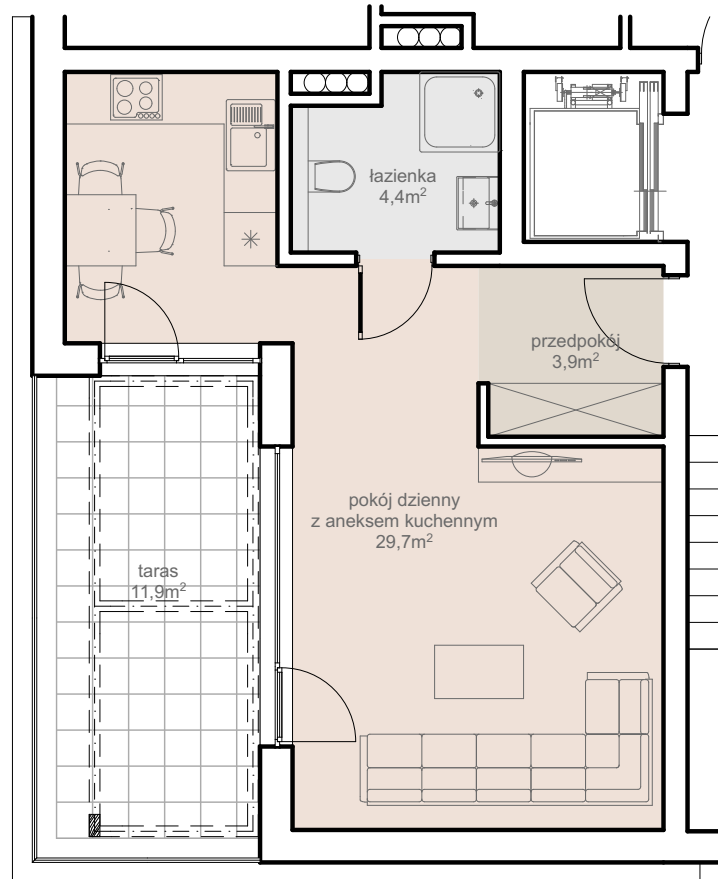 łazienka
4,4m²
przedpokój
3,9m²
pokój dzienny
z aneksem kuchennym
29,7m²
taras
11,9m²